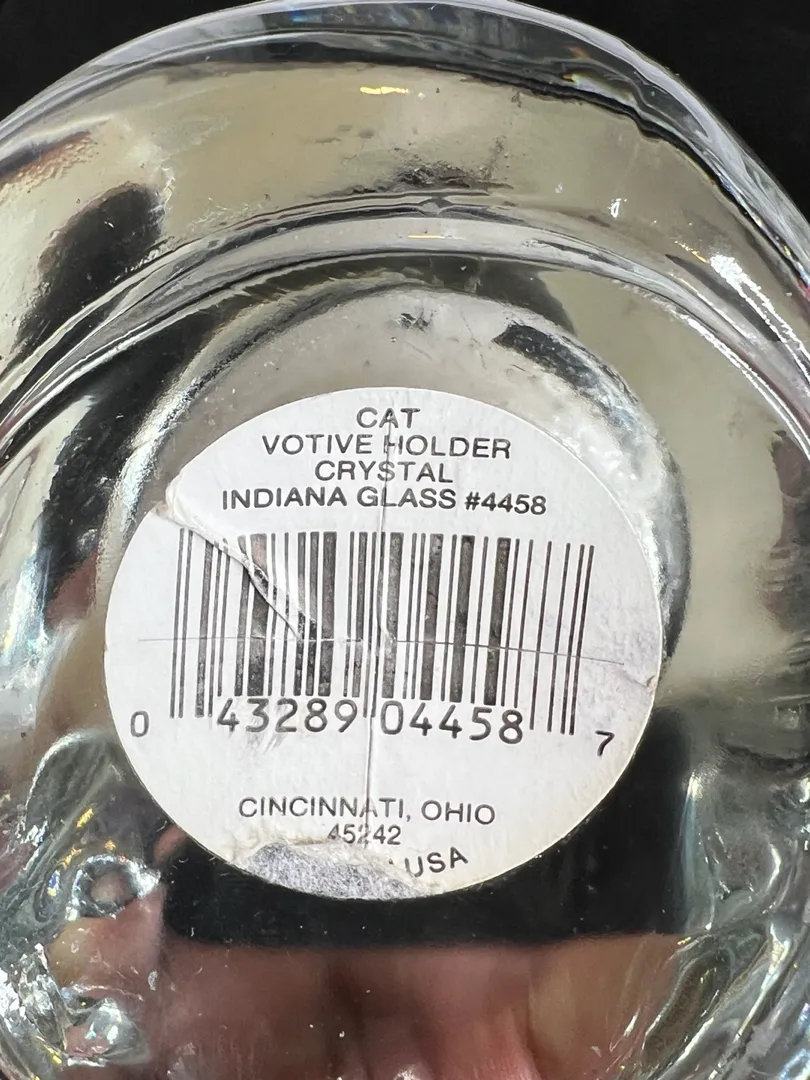 CAT
VOTIVE HOLDER
CRYSTAL
INDIANA GLASS #4458
0 43289 04458 7
CINCINNATI, OHIO
45242
USA